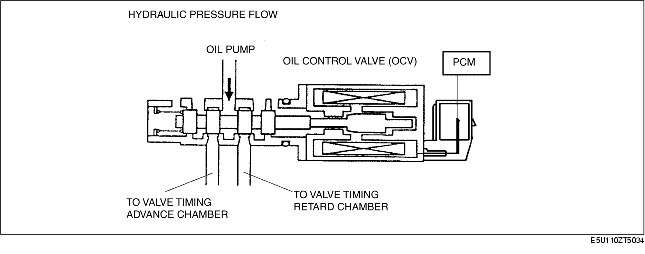 HYDRAULIC PRESSURE FLOW
OIL PUMP
OIL CONTROL VALVE (OCV)
PCM
TO VALVE TIMING
ADVANCE CHAMBER
TO VALVE TIMING
RETARD CHAMBER
E5U110ZT5034